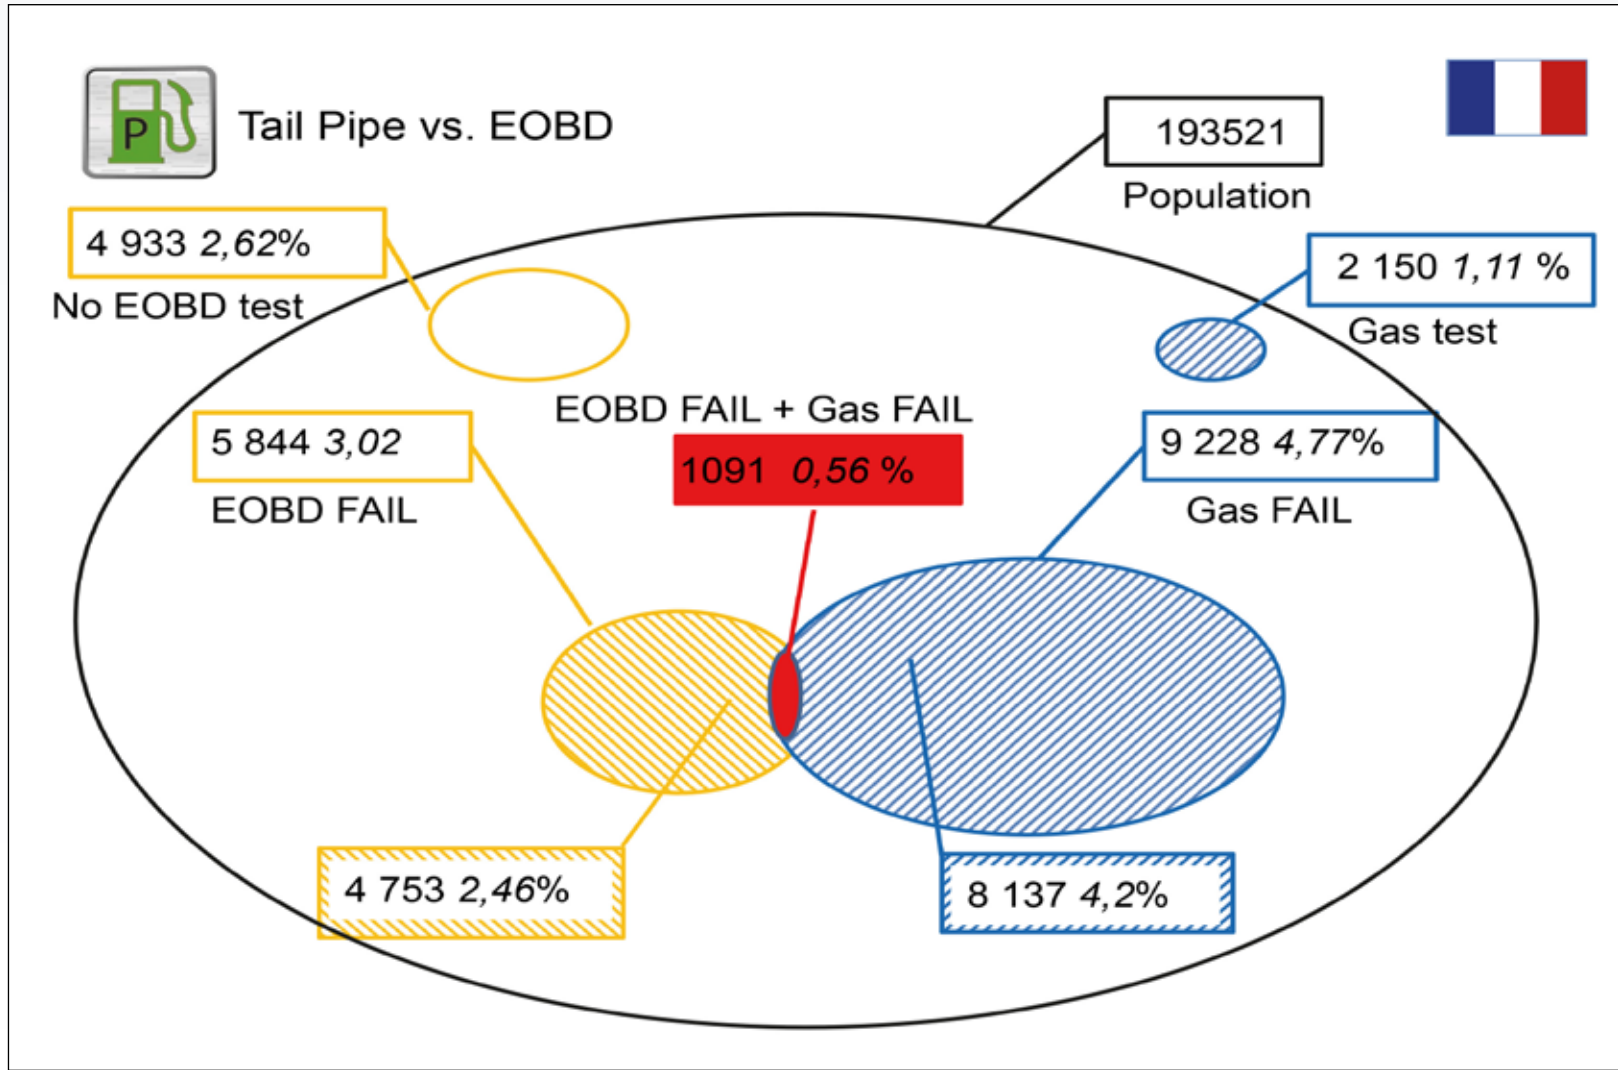 P
Tail Pipe vs. EOBD
193521
Population
4 933 2,62%
No EOBD test
2 150 1,11 %
Gas test
EOBD FAIL + Gas FAIL
1091 0,56 %
5 844 3,02
EOBD FAIL
9 228 4,77%
Gas FAIL
4 753 2,46%
8 137 4,2%